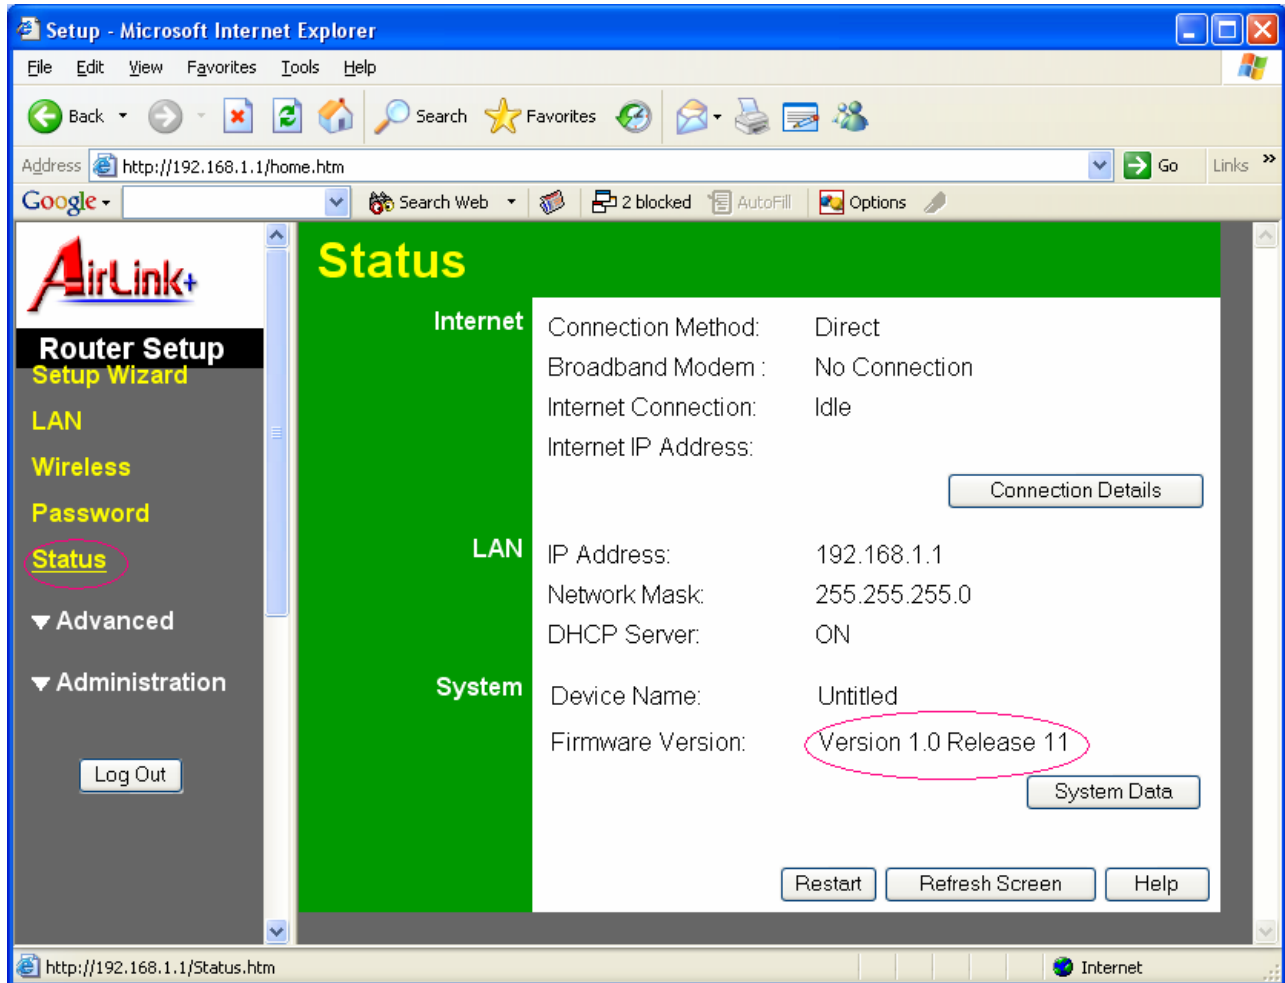 Setup - Microsoft Internet Explorer
File Edit View Favorites Tools Help
Back Search Favorites
Address http://192.168.1.1/home.htm Go Links »
Google Search Web 2 blocked AutoFill Options
AirLink+
Router Setup
Setup Wizard
LAN
Wireless
Password
Status
Advanced
Administration
Log Out
Status
Internet
Connection Method: Direct
Broadband Modem : No Connection
Internet Connection: Idle
Internet IP Address:
Connection Details
LAN
IP Address: 192.168.1.1
Network Mask: 255.255.255.0
DHCP Server: ON
System
Device Name: Untitled
Firmware Version: Version 1.0 Release 11
System Data
Restart Refresh Screen Help
http://192.168.1.1/Status.htm Internet